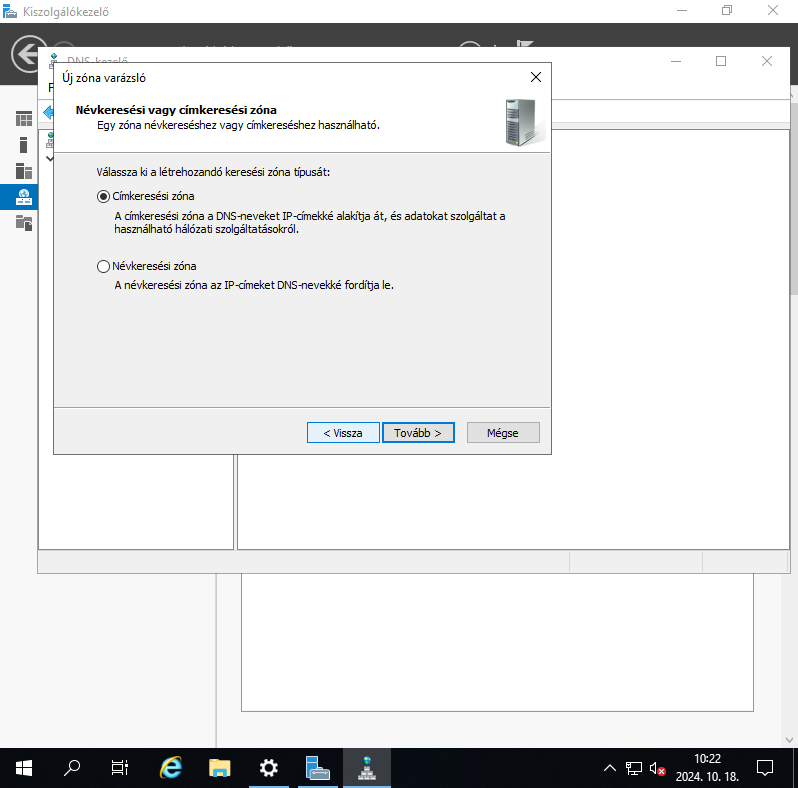 Kiszolgálókezelő
DNS-kezelő
F
Új zóna varázsló
Névkeresési vagy címkeresési zóna
Egy zóna névkereséshez vagy címkereséshez használható.
Válassza ki a létrehozandó keresési zóna típusát:
Címkeresési zóna
A címkeresési zóna a DNS-neveket IP-címekké alakítja át, és adatokat szolgáltat a
használható hálózati szolgáltatásokról.
Névkeresési zóna
A névkeresési zóna az IP-címeket DNS-nevekké fordítja le.
< Vissza
Tovább >
Mégse
10:22
2024. 10. 18.